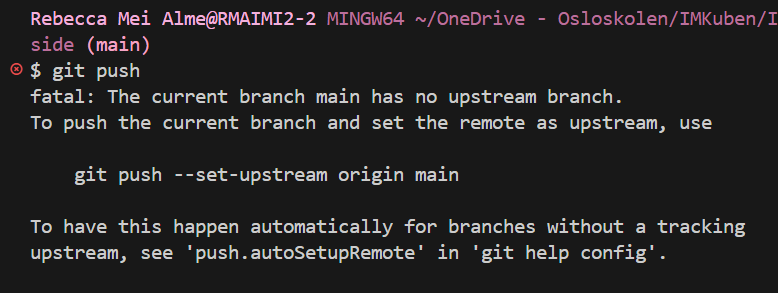 Rebecca Mei Alme@RMAIMI2-2 MINGW64 ~/OneDrive - Osloskolen/IMKuben/I
side (main)
$ git push
fatal: The current branch main has no upstream branch.
To push the current branch and set the remote as upstream, use
git push --set-upstream origin main
To have this happen automatically for branches without a tracking
upstream, see 'push.autoSetupRemote' in 'git help config'.